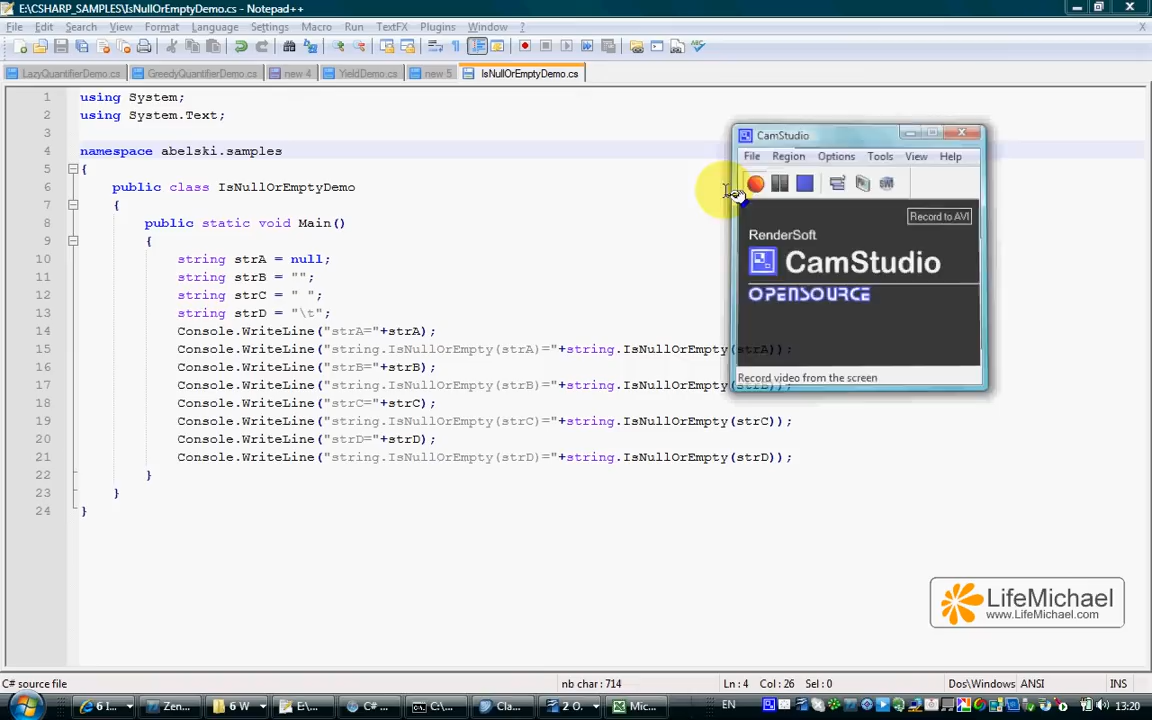 E:\CSHARP_SAMPLES\IsNullOrEmptyDemo.cs - Notepad++
File Edit Search View Format Language Settings Macro Run TextFX Plugins Window ? X
LazyQuantifierDemo.cs GreedyQuantifierDemo.cs new 4 YieldDemo.cs new 5 IsNullOrEmptyDemo.cs
1 using System;
2 using System.Text;
3
4 namespace abelski.samples
5 {
6 public class IsNullOrEmptyDemo
7 {
8 public static void Main()
9 {
10 string strA = null;
11 string strB = "";
12 string strC = " ";
13 string strD = "\t";
14 Console.WriteLine("strA="+strA);
15 Console.WriteLine("string.IsNullOrEmpty(strA)="+string.IsNullOrEmpty(strA));
16 Console.WriteLine("strB="+strB);
17 Console.WriteLine("string.IsNullOrEmpty(strB)="+string.IsNullOrEmpty(strB));
18 Console.WriteLine("strC="+strC);
19 Console.WriteLine("string.IsNullOrEmpty(strC)="+string.IsNullOrEmpty(strC));
20 Console.WriteLine("strD="+strD);
21 Console.WriteLine("string.IsNullOrEmpty(strD)="+string.IsNullOrEmpty(strD));
22 }
23 }
24 }
CamStudio
File Region Options Tools View Help
Record to AVI
RenderSoft
CamStudio
OPENSOURCE
Record video from the screen
LifeMichael
www.LifeMichael.com
C# source file nb char : 714 Ln : 4 Col : 26 Sel : 0 Dos\Windows ANSI INS
6 I... Zen... 6 W E:\... C# ... C:\... Cla... 2 O... Mic... EN 13:20